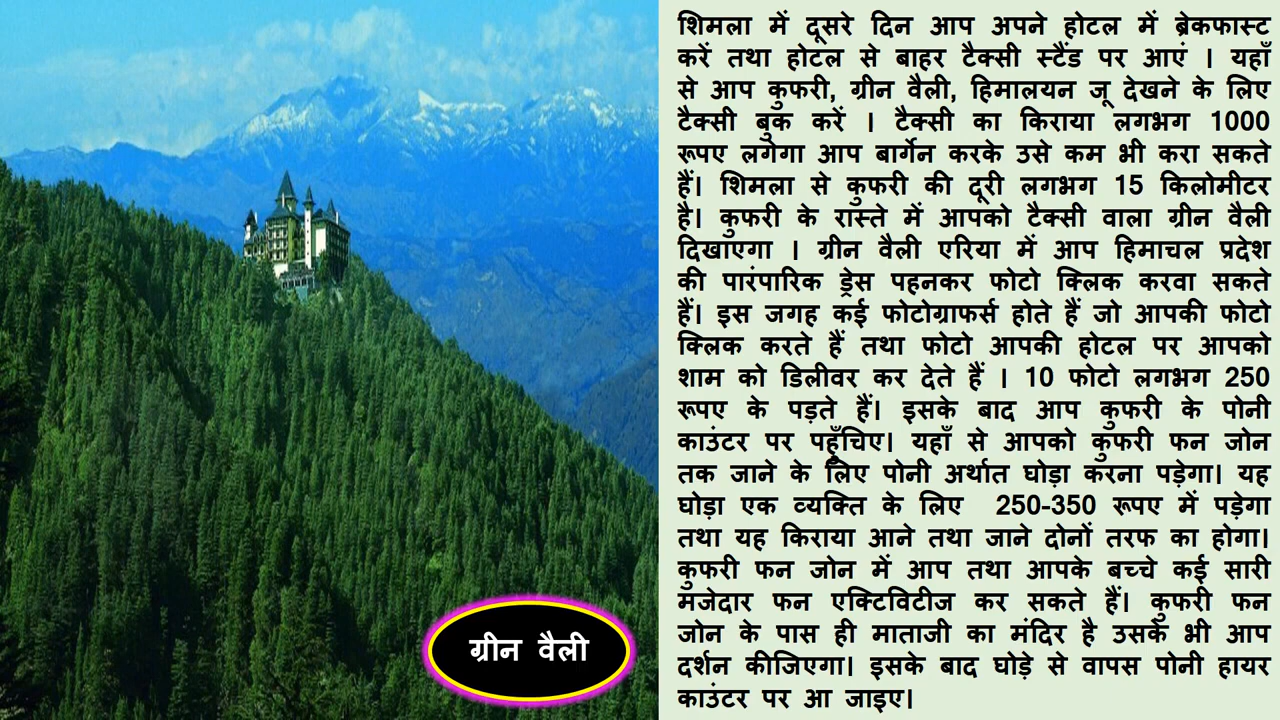 शिमला में दूसरे दिन आप अपने होटल में ब्रेकफास्ट
करें तथा होटल से बाहर टैक्सी स्टैंड पर आएं । यहाँ
से आप कुफरी, ग्रीन वैली, हिमालयन जू देखने के लिए
टैक्सी बुक करें । टैक्सी का किराया लगभग 1000
रूपए लगेगा आप बार्गेन करके उसे कम भी करा सकते
हैं। शिमला से कुफरी की दूरी लगभग 15 किलोमीटर
है। कुफरी के रास्ते में आपको टैक्सी वाला ग्रीन वैली
दिखाएगा । ग्रीन वैली एरिया में आप हिमाचल प्रदेश
की पारंपारिक ड्रेस पहनकर फोटो क्लिक करवा सकते
हैं। इस जगह कई फोटोग्राफर्स होते हैं जो आपकी फोटो
क्लिक करते हैं तथा फोटो आपकी होटल पर आपको
शाम को डिलीवर कर देते हैं । 10 फोटो लगभग 250
रूपए के पड़ते हैं। इसके बाद आप कुफरी के पोनी
काउंटर पर पहुँचिए। यहाँ से आपको कुफरी फन जोन
तक जाने के लिए पोनी अर्थात घोड़ा करना पड़ेगा। यह
घोड़ा एक व्यक्ति के लिए 250-350 रूपए में पड़ेगा
तथा यह किराया आने तथा जाने दोनों तरफ का होगा।
कुफरी फन जोन में आप तथा आपके बच्चे कई सारी
मजेदार फन एक्टिविटीज कर सकते हैं। कुफरी फन
जोन के पास ही माताजी का मंदिर है उसके भी आप
दर्शन कीजिएगा। इसके बाद घोड़े से वापस पोनी हायर
काउंटर पर आ जाइए।
ग्रीन वैली